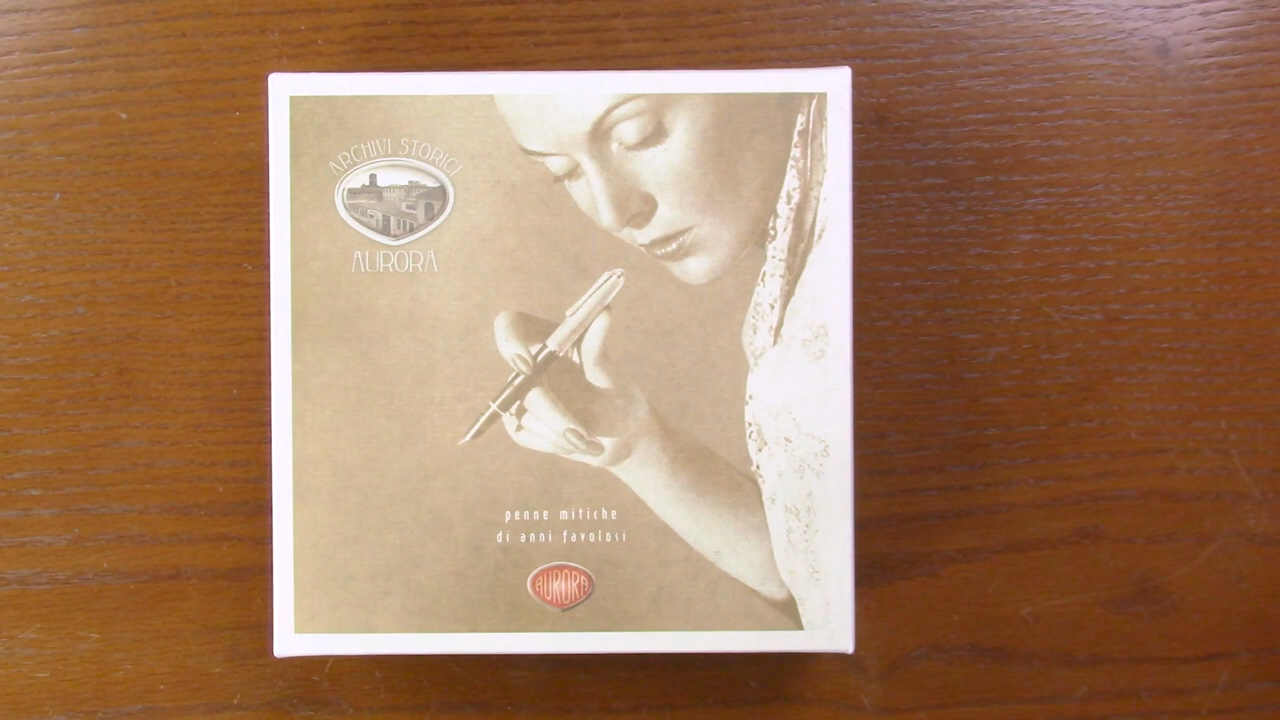 ARCHIVI STORICI
AURORA
penne mitiche
di anni favolosi
AURORA